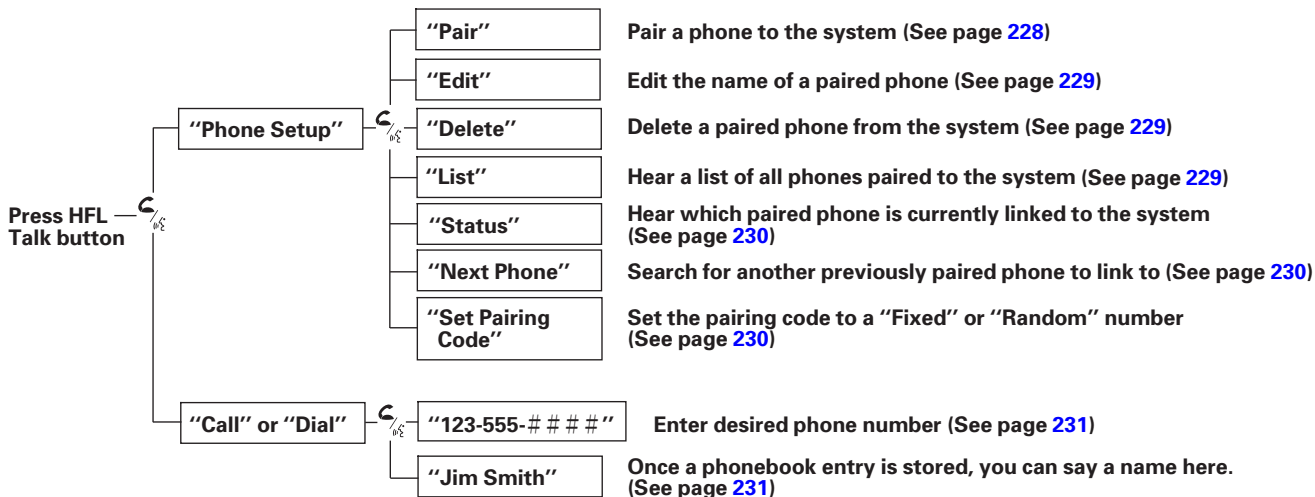 "Pair" Pair a phone to the system (See page 228)
"Edit" Edit the name of a paired phone (See page 229)
"Phone Setup" "Delete" Delete a paired phone from the system (See page 229)
"List" Hear a list of all phones paired to the system (See page 229)
Press HFL
Talk button
"Status" Hear which paired phone is currently linked to the system
(See page 230)
"Next Phone" Search for another previously paired phone to link to (See page 230)
"Set Pairing
Code"
Set the pairing code to a "Fixed" or "Random" number
(See page 230)
"Call" or "Dial" "123-555-####" Enter desired phone number (See page 231)
"Jim Smith" Once a phonebook entry is stored, you can say a name here.
(See page 231)